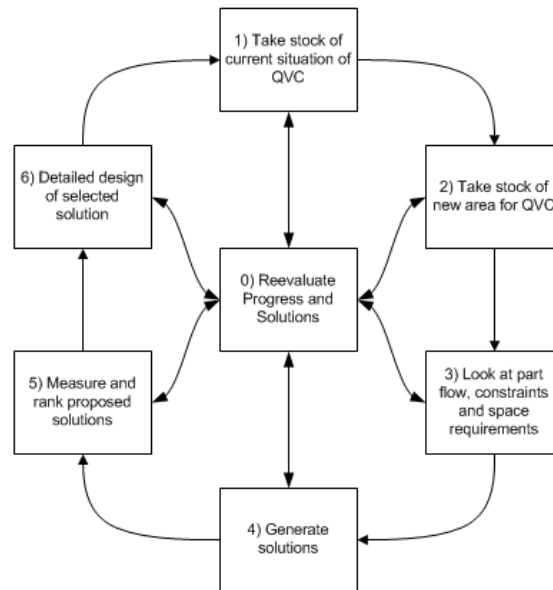 1) Take stock of
current situation of
QVC
6) Detailed design
of selected
solution
2) Take stock of
new area for QVC
0) Reevaluate
Progress and
Solutions
5) Measure and
rank proposed
solutions
3) Look at part
flow, constraints
and space
requirements
4) Generate
solutions